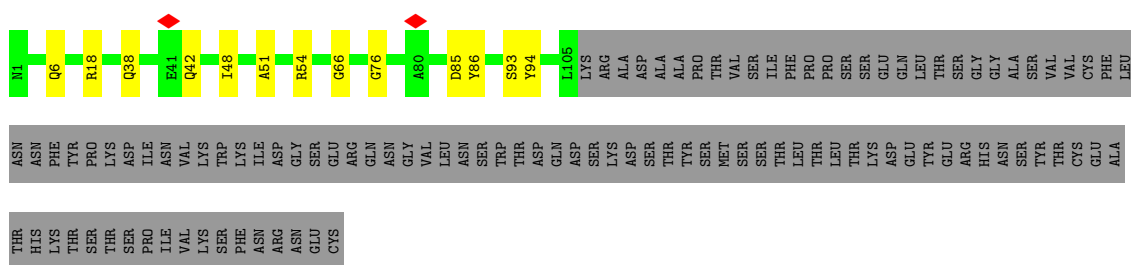 N1 Q6 R18 Q38 E41 Q42 I48 A51 R54 G66 G76 A80 D85 Y86 S93 Y94 L105 LYS ARG ALA ASP ALA ALA PRO THR VAL SER ILE PHE PRO PRO SER SER GLU GLN LEU THR SER GLY GLY ALA SER VAL VAL CYS PHE LEU
ASN ASN PHE TYR PRO LYS ASP ILE ASN VAL LYS TRP LYS ILE ASP GLY SER GLU ARG GLN ASN GLY VAL LEU ASN SER TRP THR ASP GLN ASP SER LYS ASP SER THR TYR SER MET SER SER THR LEU THR LEU THR LYS ASP GLU TYR GLU ARG HIS ASN SER TYR THR CYS GLU ALA
THR HIS LYS THR SER THR SER PRO ILE VAL LYS SER PHE ASN ARG ASN GLU CYS